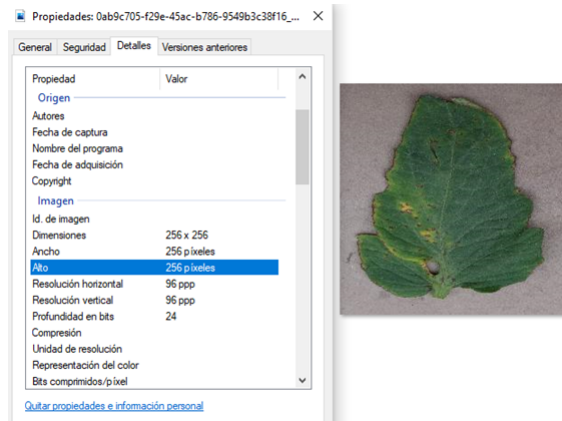 Propiedades: 0ab9c705-f29e-45ac-b786-9549b3c38f16_...
General Seguridad Detalles Versiones anteriores
Propiedad Valor
Origen
Autores
Fecha de captura
Nombre del programa
Fecha de adquisición
Copyright
Imagen
Id. de imagen
Dimensiones 256 x 256
Ancho 256 píxeles
Alto 256 píxeles
Resolución horizontal 96 ppp
Resolución vertical 96 ppp
Profundidad en bits 24
Compresión
Unidad de resolución
Representación del color
Bits comprimidos/píxel
Quitar propiedades e información personal